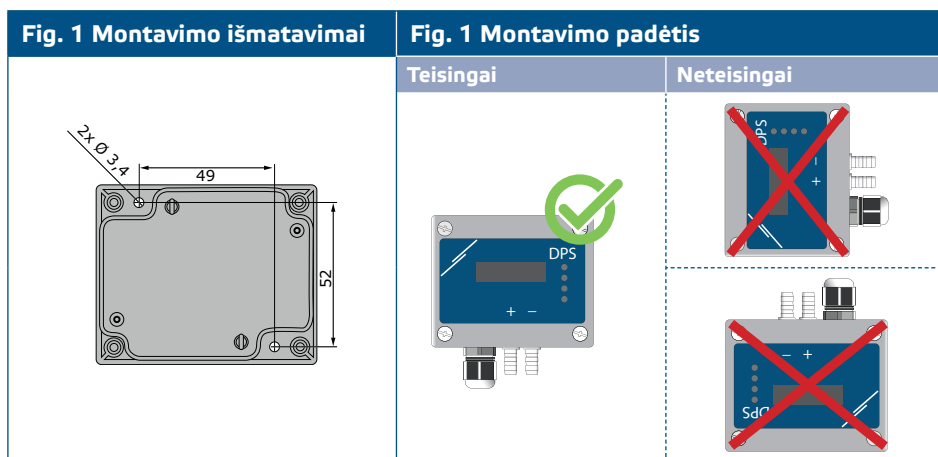 Fig. 1 Montavimo išmatavimai
Fig. 1 Montavimo padėtis
Teisingai
Neteisingai
2x Ø 3,4
49
52
DPS
+ −
DPS
−
+
− +
DPS